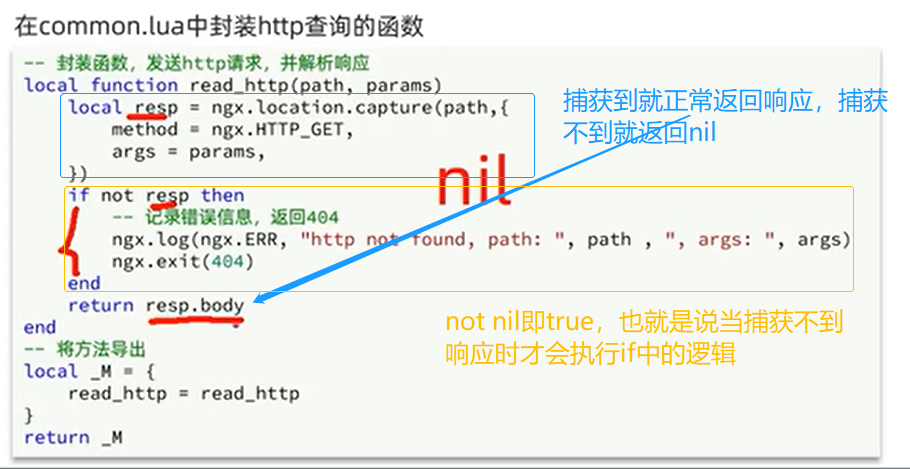 在common.lua中封装http查询的函数
-- 封装函数，发送http请求，并解析响应
local function read_http(path, params)
    local resp = ngx.location.capture(path,{
        method = ngx.HTTP_GET,
        args = params,
    })
    if not resp then
        -- 记录错误信息，返回404
        ngx.log(ngx.ERR, "http not found, path: ", path , ", args: ", args)
        ngx.exit(404)
    end
    return resp.body
end
-- 将方法导出
local _M = {
    read_http = read_http
}
return _M
捕获到就正常返回响应，捕获
不到就返回nil
nil
not nil即true，也就是说当捕获不到
响应时才会执行if中的逻辑